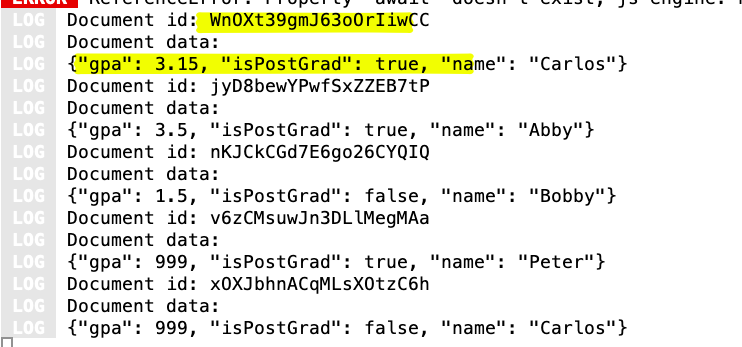 ERROR ReferenceError: Property 'await' doesn't exist, js engine:
LOG Document id: WnOXt39gmJ63oOrIiwCC
LOG Document data:
LOG {"gpa": 3.15, "isPostGrad": true, "name": "Carlos"}
LOG Document id: jyD8bewYPwfSxZZEB7tP
LOG Document data:
LOG {"gpa": 3.5, "isPostGrad": true, "name": "Abby"}
LOG Document id: nKJCkCGd7E6go26CYQIQ
LOG Document data:
LOG {"gpa": 1.5, "isPostGrad": false, "name": "Bobby"}
LOG Document id: v6zCMsuwJn3DLlMegMAa
LOG Document data:
LOG {"gpa": 999, "isPostGrad": true, "name": "Peter"}
LOG Document id: xOXJbhnACqMLsXOtzC6h
LOG Document data:
LOG {"gpa": 999, "isPostGrad": false, "name": "Carlos"}